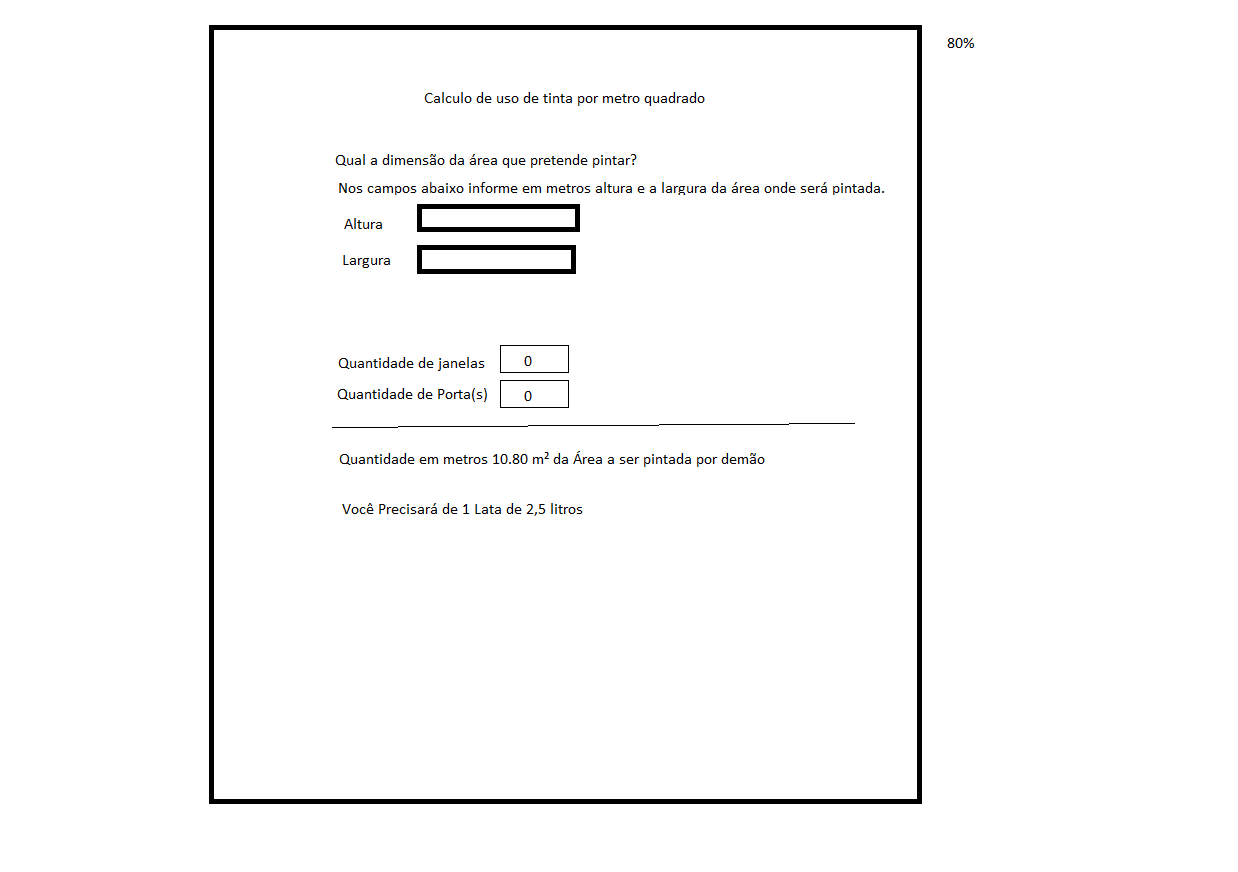 80%
Calculo de uso de tinta por metro quadrado
Qual a dimensão da área que pretende pintar?
Nos campos abaixo informe em metros altura e a largura da área onde será pintada.
Altura
Largura
Quantidade de janelas 0
Quantidade de Porta(s) 0
Quantidade em metros 10.80 m² da Área a ser pintada por demão
Você Precisará de 1 Lata de 2,5 litros